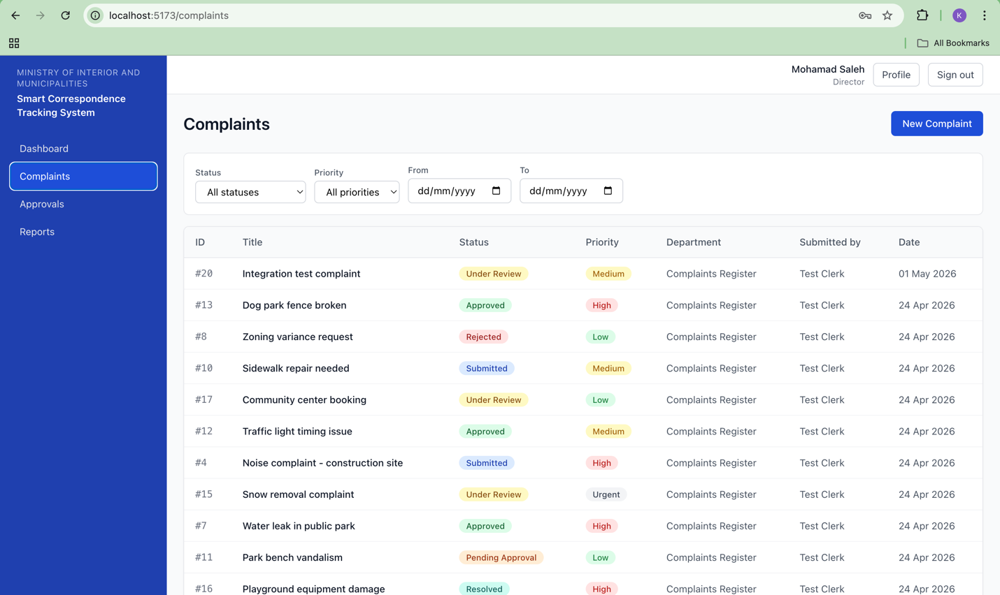 localhost:5173/complaints
K
All Bookmarks
MINISTRY OF INTERIOR AND
MUNICIPALITIES
Smart Correspondence
Tracking System
Dashboard
Complaints
Approvals
Reports
Mohamad Saleh
Director
Profile
Sign out
Complaints
New Complaint
Status
Priority
From
To
All statuses
All priorities
dd/mm/yyyy
dd/mm/yyyy
ID Title Status Priority Department Submitted by Date
#20 Integration test complaint Under Review Medium Complaints Register Test Clerk 01 May 2026
#13 Dog park fence broken Approved High Complaints Register Test Clerk 24 Apr 2026
#8 Zoning variance request Rejected Low Complaints Register Test Clerk 24 Apr 2026
#10 Sidewalk repair needed Submitted Medium Complaints Register Test Clerk 24 Apr 2026
#17 Community center booking Under Review Low Complaints Register Test Clerk 24 Apr 2026
#12 Traffic light timing issue Approved Medium Complaints Register Test Clerk 24 Apr 2026
#4 Noise complaint - construction site Submitted High Complaints Register Test Clerk 24 Apr 2026
#15 Snow removal complaint Under Review Urgent Complaints Register Test Clerk 24 Apr 2026
#7 Water leak in public park Approved High Complaints Register Test Clerk 24 Apr 2026
#11 Park bench vandalism Pending Approval Low Complaints Register Test Clerk 24 Apr 2026
#16 Playground equipment damage Resolved High Complaints Register Test Clerk 24 Apr 2026